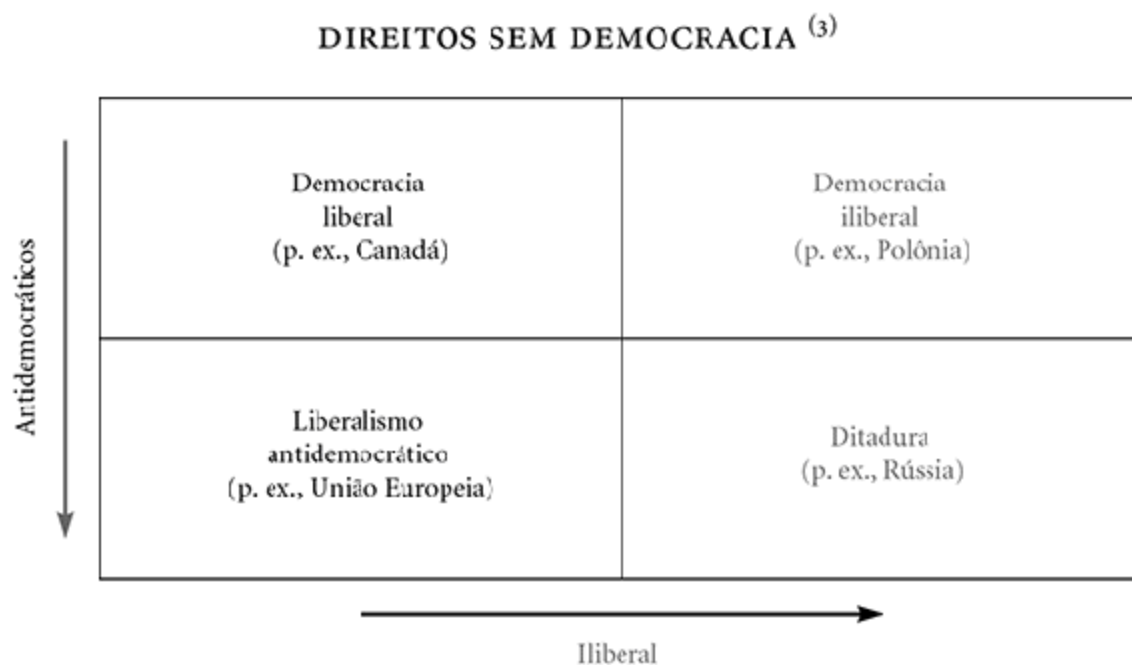 DIREITOS SEM DEMOCRACIA (3)
Antidemocráticos
Democracia
liberal
(p. ex., Canadá)
Democracia
iliberal
(p. ex., Polônia)
Liberalismo
antidemocrático
(p. ex., União Europeia)
Ditadura
(p. ex., Rússia)
Iliberal